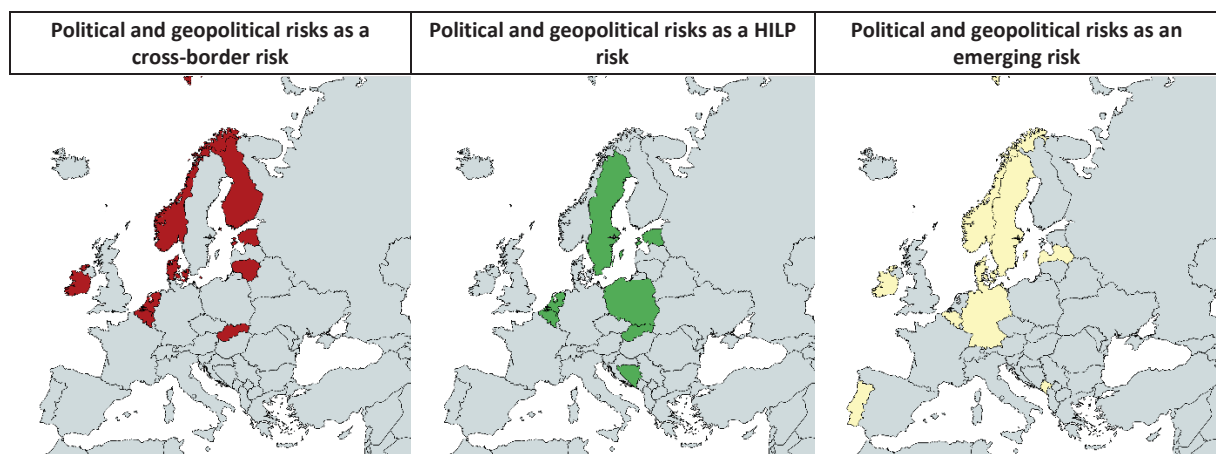 Political and geopolitical risks as a
cross-border risk
Political and geopolitical risks as a HILP
risk
Political and geopolitical risks as an
emerging risk